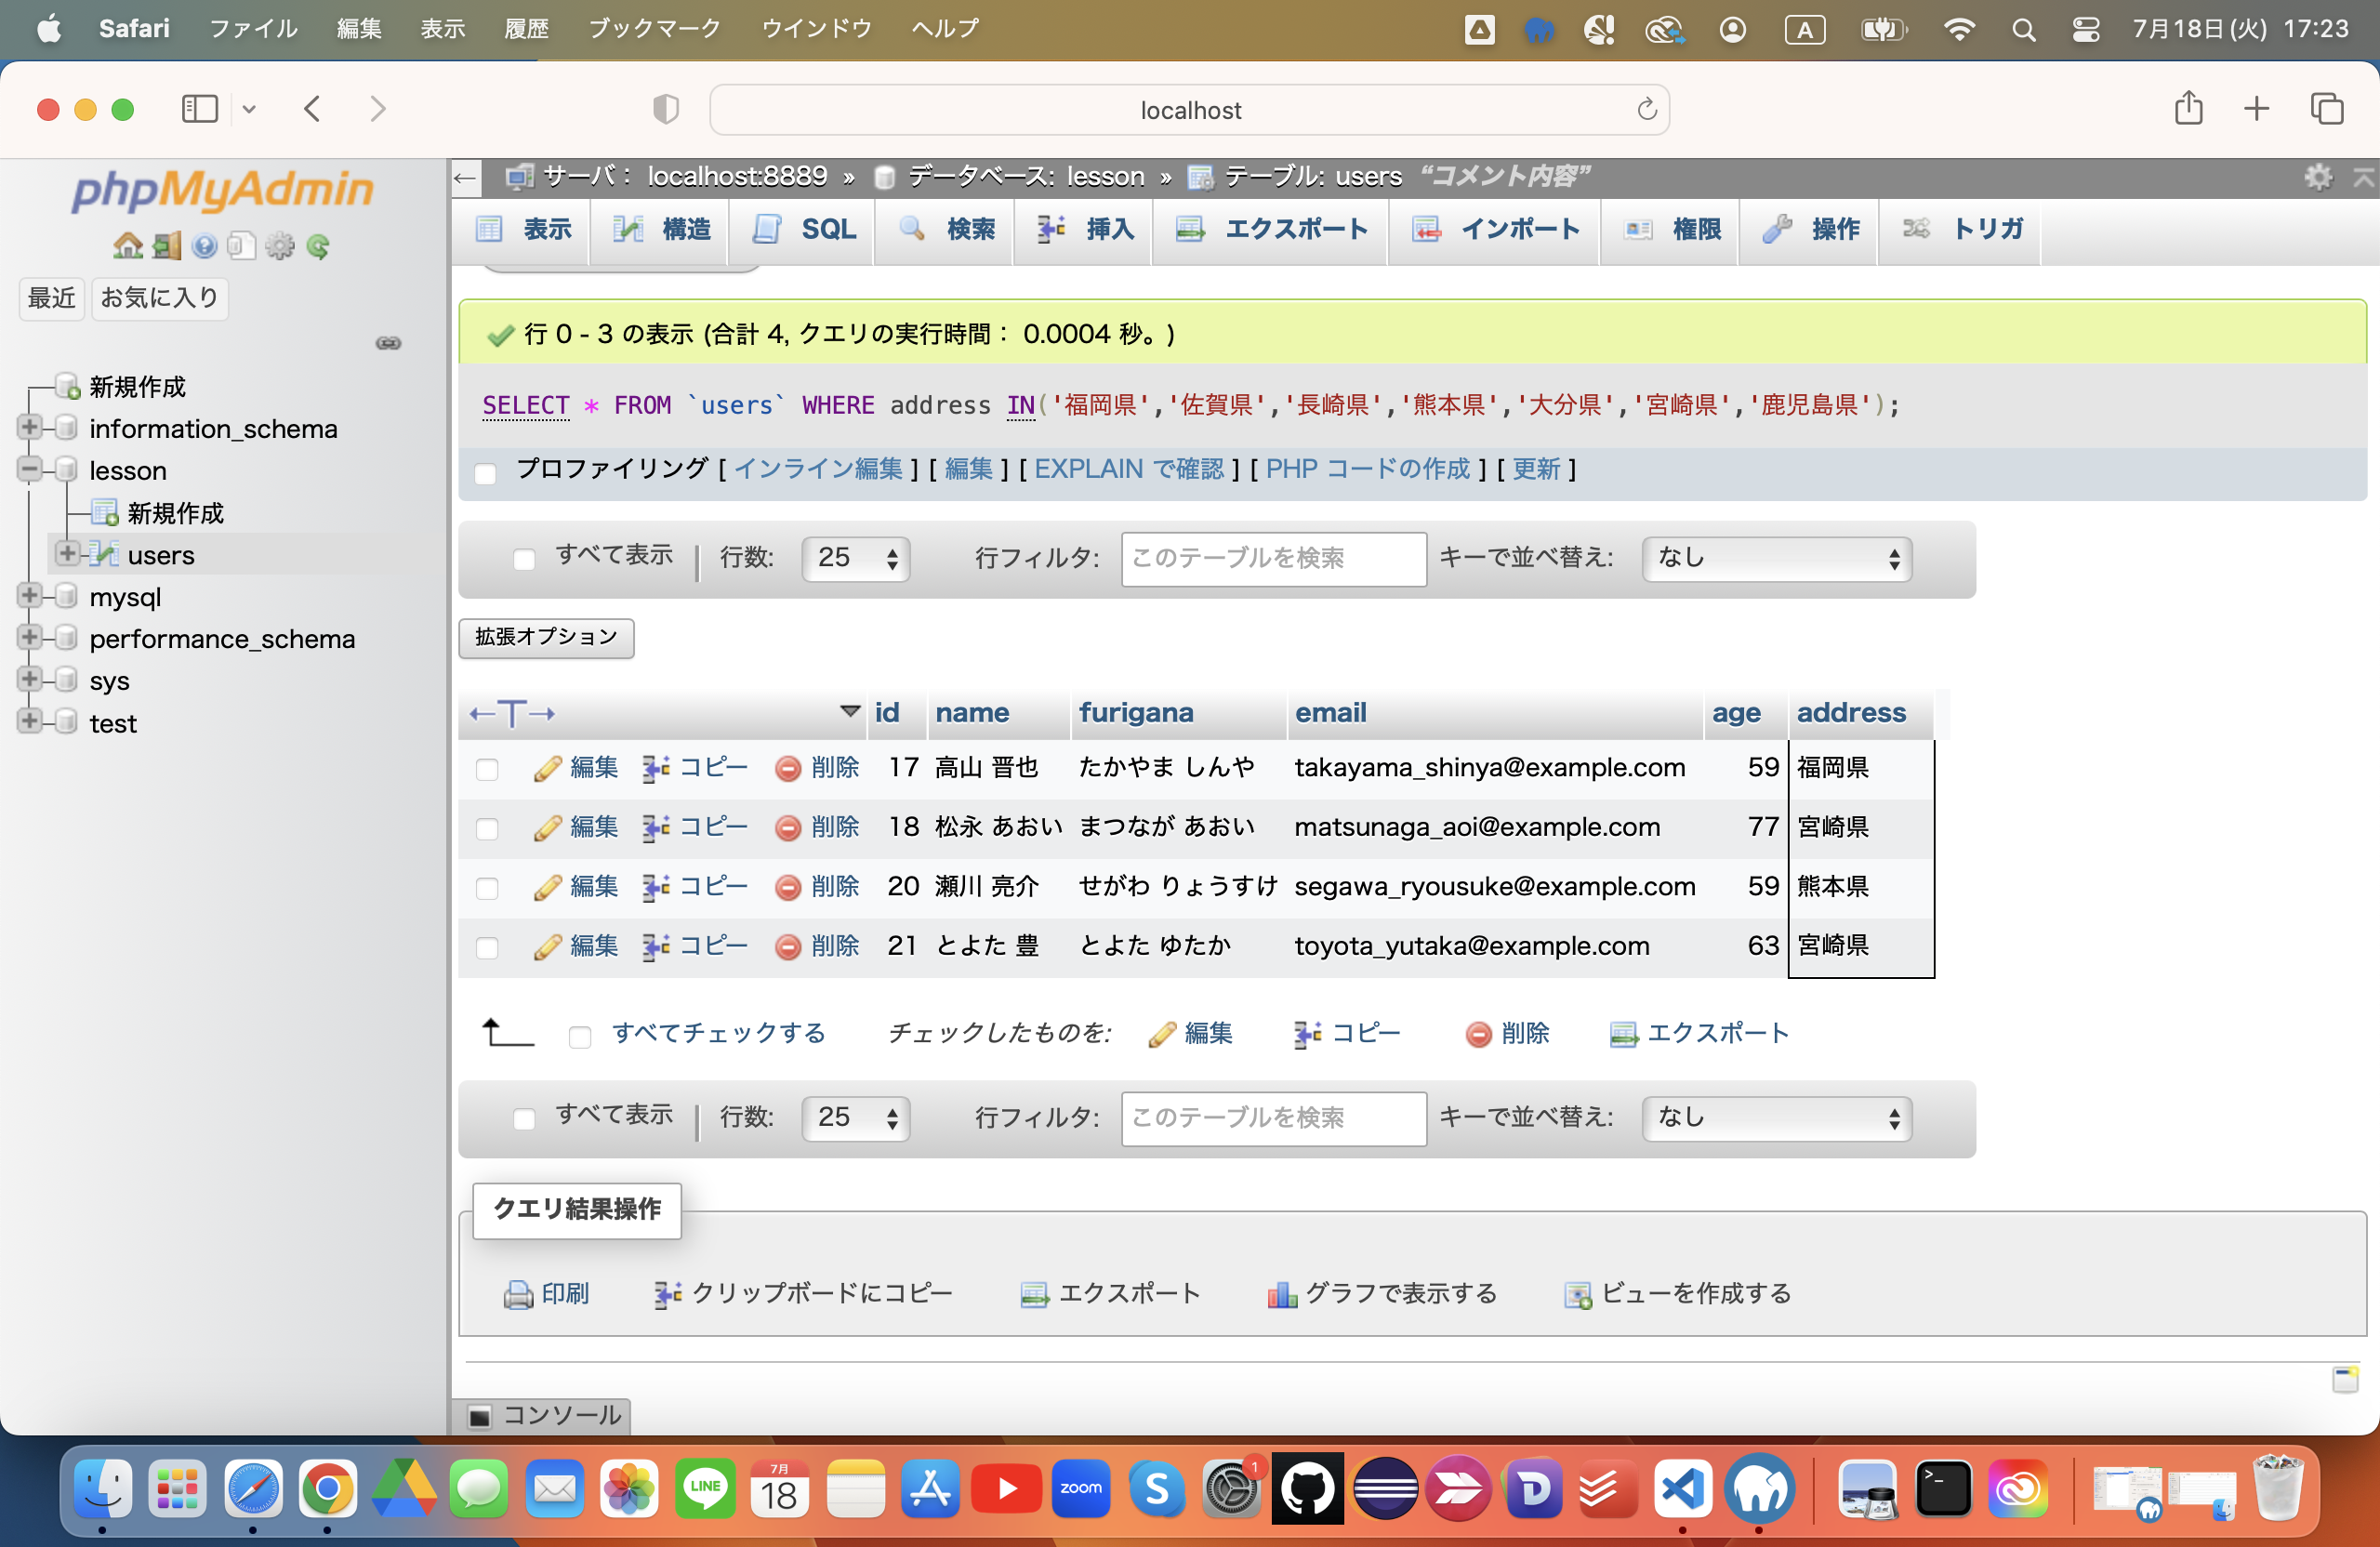 Safari ファイル 編集 表示 履歴 ブックマーク ウインドウ ヘルプ A 7月18日(火) 17:23
localhost
phpMyAdmin
最近 お気に入り
新規作成
information_schema
lesson
新規作成
users
mysql
performance_schema
sys
test
サーバ: localhost:8889 » データベース: lesson » テーブル: users “コメント内容”
表示 構造 SQL 検索 挿入 エクスポート インポート 権限 操作 トリガ
行 0 - 3 の表示 (合計 4, クエリの実行時間: 0.0004 秒。)
SELECT * FROM `users` WHERE address IN('福岡県','佐賀県','長崎県','熊本県','大分県','宮崎県','鹿児島県');
プロファイリング [ インライン編集 ] [ 編集 ] [ EXPLAIN で確認 ] [ PHP コードの作成 ] [ 更新 ]
すべて表示 | 行数: 25 行フィルタ: このテーブルを検索 キーで並べ替え: なし
拡張オプション
←T→ id name furigana email age address
編集 コピー 削除 17 高山 晋也 たかやま しんや takayama_shinya@example.com 59 福岡県
編集 コピー 削除 18 松永 あおい まつなが あおい matsunaga_aoi@example.com 77 宮崎県
編集 コピー 削除 20 瀬川 亮介 せがわ りょうすけ segawa_ryousuke@example.com 59 熊本県
編集 コピー 削除 21 とよた 豊 とよた ゆたか toyota_yutaka@example.com 63 宮崎県
すべてチェックする チェックしたものを: 編集 コピー 削除 エクスポート
すべて表示 | 行数: 25 行フィルタ: このテーブルを検索 キーで並べ替え: なし
クエリ結果操作
印刷 クリップボードにコピー エクスポート グラフで表示する ビューを作成する
コンソール
LINE 7月 18 zoom S 1 D >_